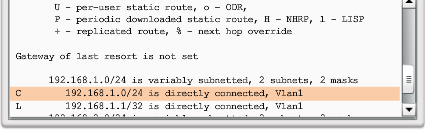 U - per-user static route, o - ODR,
P - periodic downloaded static route, H - NHRP, l - LISP
+ - replicated route, % - next hop override
Gateway of last resort is not set
192.168.1.0/24 is variably subnetted, 2 subnets, 2 masks
C 192.168.1.0/24 is directly connected, Vlan1
L 192.168.1.1/32 is directly connected, Vlan1